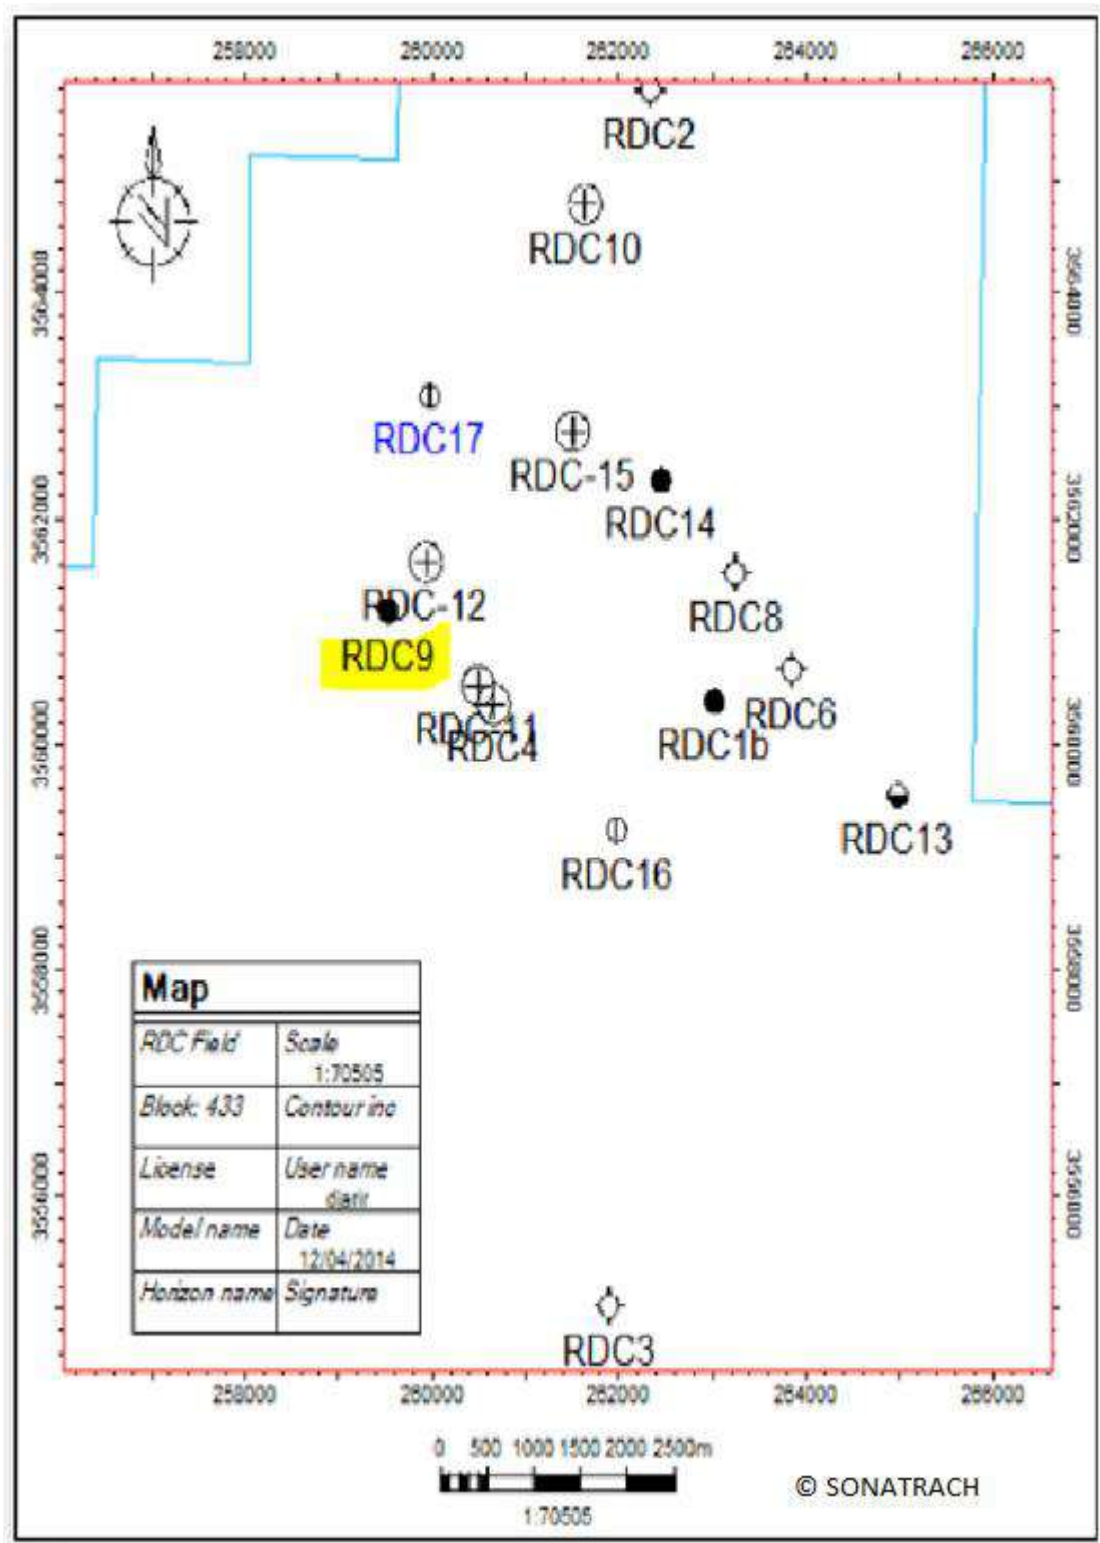 258000 260000 262000 264000 266000
RDC2
RDC10
3564000 3564000
RDC17
RDC-15
RDC14
3562000 3562000
RDC-12
RDC8
RDC9
RDC6
RDC-11
RDC1b
RDC4
3560000 3560000
RDC13
RDC16
3558000 3558000
Map
RDC Field Scale
1:70505
Block: 433 Contour inc
License User name
3556000 3556000
Model name Date
12/04/2014
Horizon name Signature
RDC3
258000 260000 262000 264000 266000
0 500 1000 1500 2000 2500m
1:70505
© SONATRACH